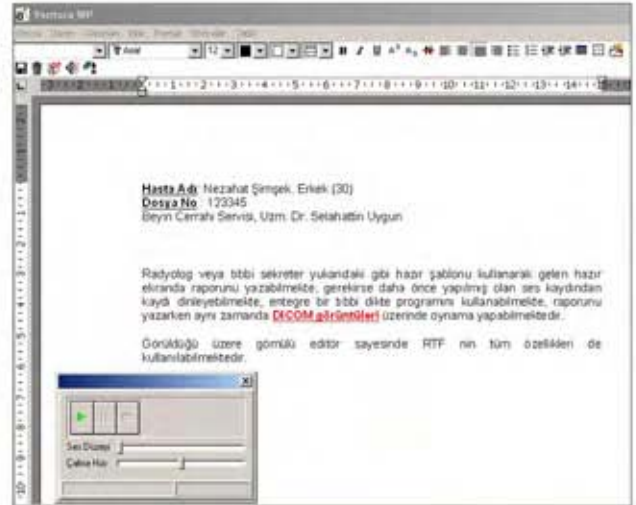 Arial
12
Hasta Adı: Nezahat Şimşek. Erkek (30)
Dosya No : 123345
Beyin Cerrahi Servisi, Uzm. Dr. Selahattin Uygun
Radyolog veya tıbbi sekreter yukarıdaki gibi hazır şablonu kullanarak gelen hazır
ekranda raporunu yazabilmekte, gerekirse daha önce yapılmış olan ses kaydından
kaydı dinleyebilmekte, entegre bir tıbbi dikte programını kullanabilmekte, raporunu
yazarken aynı zamanda DICOM görüntüleri üzerinde oynama yapabilmektedir.
Görüldüğü üzere gömülü editör sayesinde RTF nin tüm özellikleri de
kullanılabilmektedir.
Ses Düzeyi
Çalma Hızı